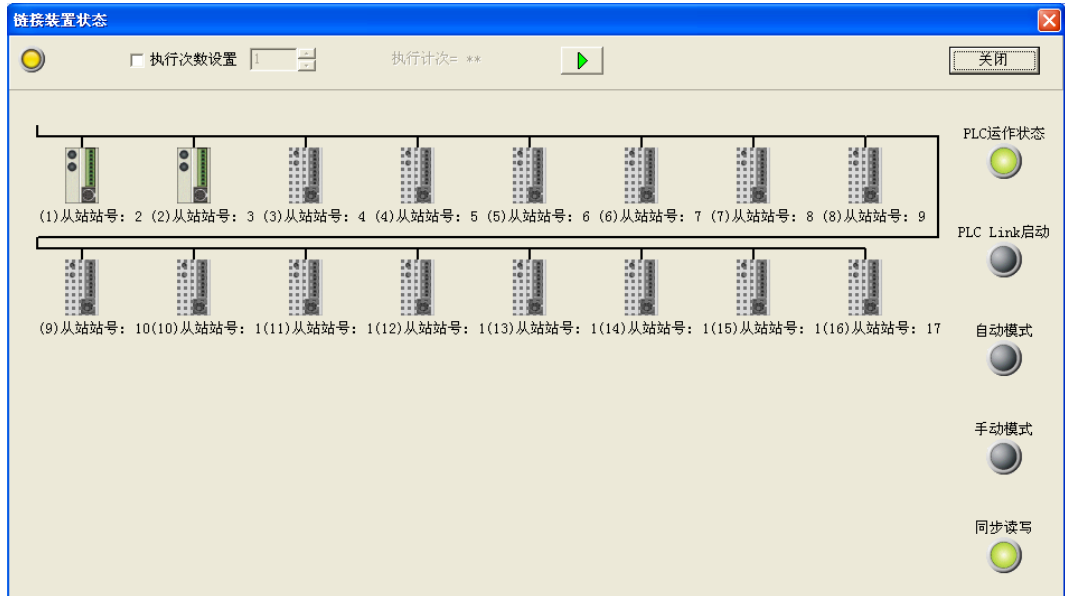 链接装置状态
执行次数设置 1 执行计次= ** 关闭
PLC运作状态
(1)从站站号: 2 (2)从站站号: 3 (3)从站站号: 4 (4)从站站号: 5 (5)从站站号: 6 (6)从站站号: 7 (7)从站站号: 8 (8)从站站号: 9
PLC Link启动
(9)从站站号: 10(10)从站站号: 1(11)从站站号: 1(12)从站站号: 1(13)从站站号: 1(14)从站站号: 1(15)从站站号: 1(16)从站站号: 17
自动模式
手动模式
同步读写